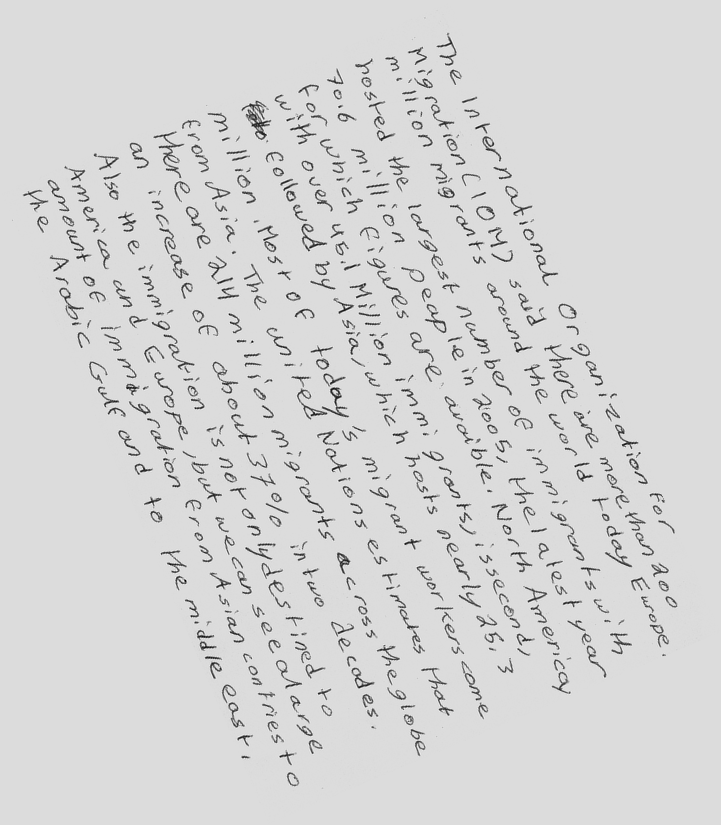 The International Organization for
Migration (IOM) said there are more than 200
million migrants around the world today Europe.
hosted the largest number of immigrants with
70.6 million people in 2005, the latest year
for which figures are avaible. North Americay
with over 45.1 Million immigrants, is second,
followed by Asia, which hosts nearly 25.3
million. Most of today's migrant workers come
from Asia. The united Nations estimates that
there are 214 million migrants across the globe
an increase of about 37% in two decades.
Also the immigration is not only destined to
America and Europe, but we can see a large
amount of immigration from Asian contries to
the Arabic Gulf and to the middle east.